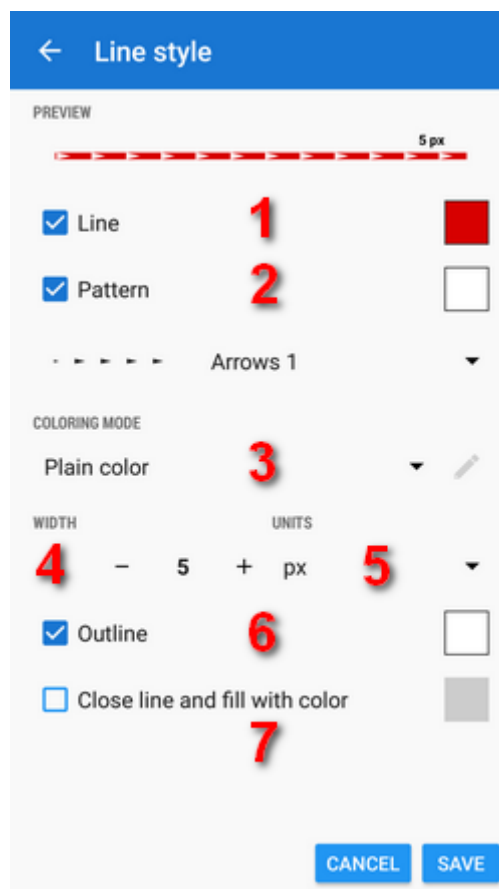 Line style
PREVIEW
5 px
Line 1
Pattern 2
Arrows 1
COLORING MODE
Plain color 3
WIDTH UNITS
4 − 5 + px 5
Outline 6
Close line and fill with color
7
CANCEL SAVE